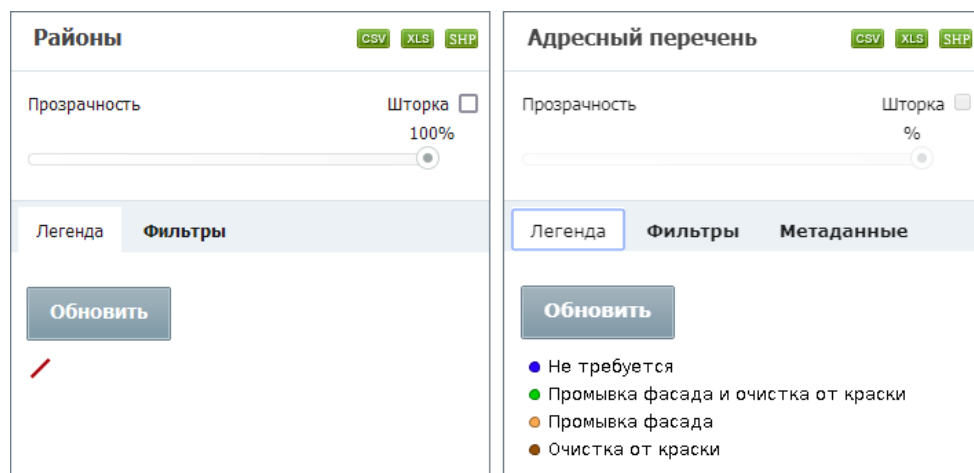 Районы
CSV XLS SHP
Прозрачность
Шторка
100%
Легенда Фильтры
Обновить
Адресный перечень
CSV XLS SHP
Прозрачность
Шторка
%
Легенда Фильтры Метаданные
Обновить
Не требуется
Промывка фасада и очистка от краски
Промывка фасада
Очистка от краски